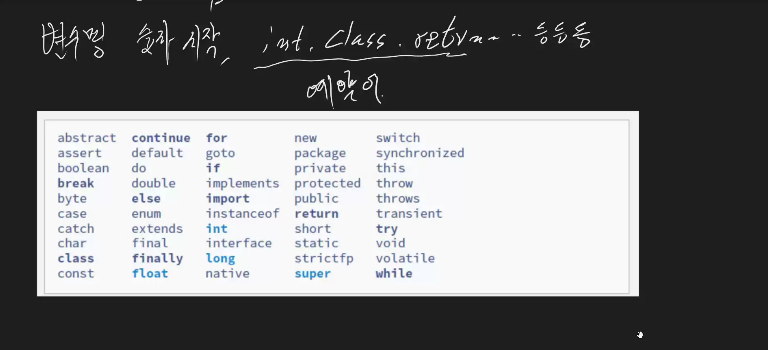 변수명 숫자 시작, int, class, return ... 등등등
예약어.
abstract continue for new switch
assert default goto package synchronized
boolean do if private this
break double implements protected throw
byte else import public throws
case enum instanceof return transient
catch extends int short try
char final interface static void
class finally long strictfp volatile
const float native super while